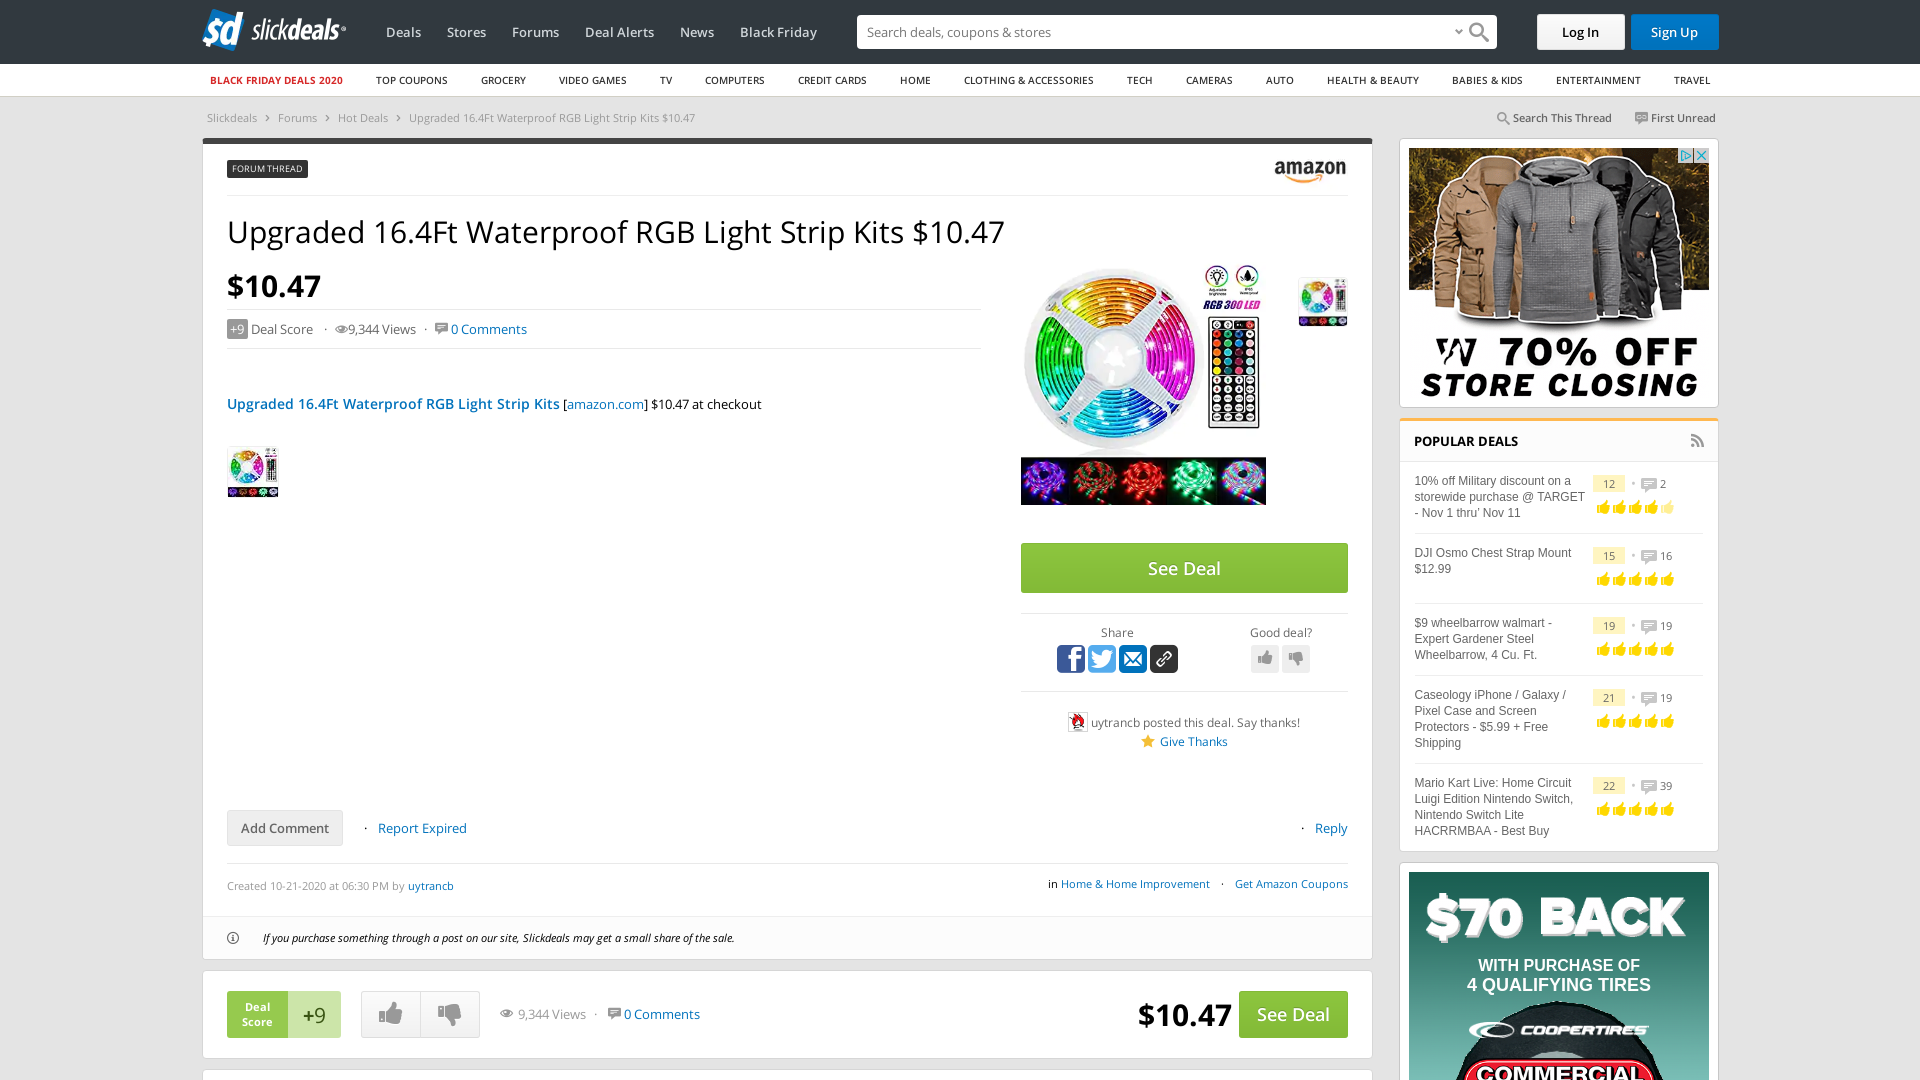 slickdeals
Deals
Stores
Forums
Deal Alerts
News
Black Friday
Search deals, coupons & stores
Log In
Sign Up
BLACK FRIDAY DEALS 2020
TOP COUPONS
GROCERY
VIDEO GAMES
TV
COMPUTERS
CREDIT CARDS
HOME
CLOTHING & ACCESSORIES
TECH
CAMERAS
AUTO
HEALTH & BEAUTY
BABIES & KIDS
ENTERTAINMENT
TRAVEL
Slickdeals > Forums > Hot Deals > Upgraded 16.4Ft Waterproof RGB Light Strip Kits $10.47
Search This Thread
First Unread
FORUM THREAD
amazon
Upgraded 16.4Ft Waterproof RGB Light Strip Kits $10.47
$10.47
+9 Deal Score · 9,344 Views · 0 Comments
Upgraded 16.4Ft Waterproof RGB Light Strip Kits [amazon.com] $10.47 at checkout
RGB 300 LED
See Deal
Share
Good deal?
uytrancb posted this deal. Say thanks!
Give Thanks
Add Comment · Report Expired
· Reply
Created 10-21-2020 at 06:30 PM by uytrancb
in Home & Home Improvement · Get Amazon Coupons
If you purchase something through a post on our site, Slickdeals may get a small share of the sale.
Deal
Score
+9
9,344 Views · 0 Comments
$10.47
See Deal
70% OFF
STORE CLOSING
POPULAR DEALS
10% off Military discount on a
storewide purchase @ TARGET
- Nov 1 thru' Nov 11
12 • 2
DJI Osmo Chest Strap Mount
$12.99
15 • 16
$9 wheelbarrow walmart -
Expert Gardener Steel
Wheelbarrow, 4 Cu. Ft.
19 • 19
Caseology iPhone / Galaxy /
Pixel Case and Screen
Protectors - $5.99 + Free
Shipping
21 • 19
Mario Kart Live: Home Circuit
Luigi Edition Nintendo Switch,
Nintendo Switch Lite
HACRRMBAA - Best Buy
22 • 39
$70 BACK
WITH PURCHASE OF
4 QUALIFYING TIRES
COOPERTIRES
COMMERCIAL